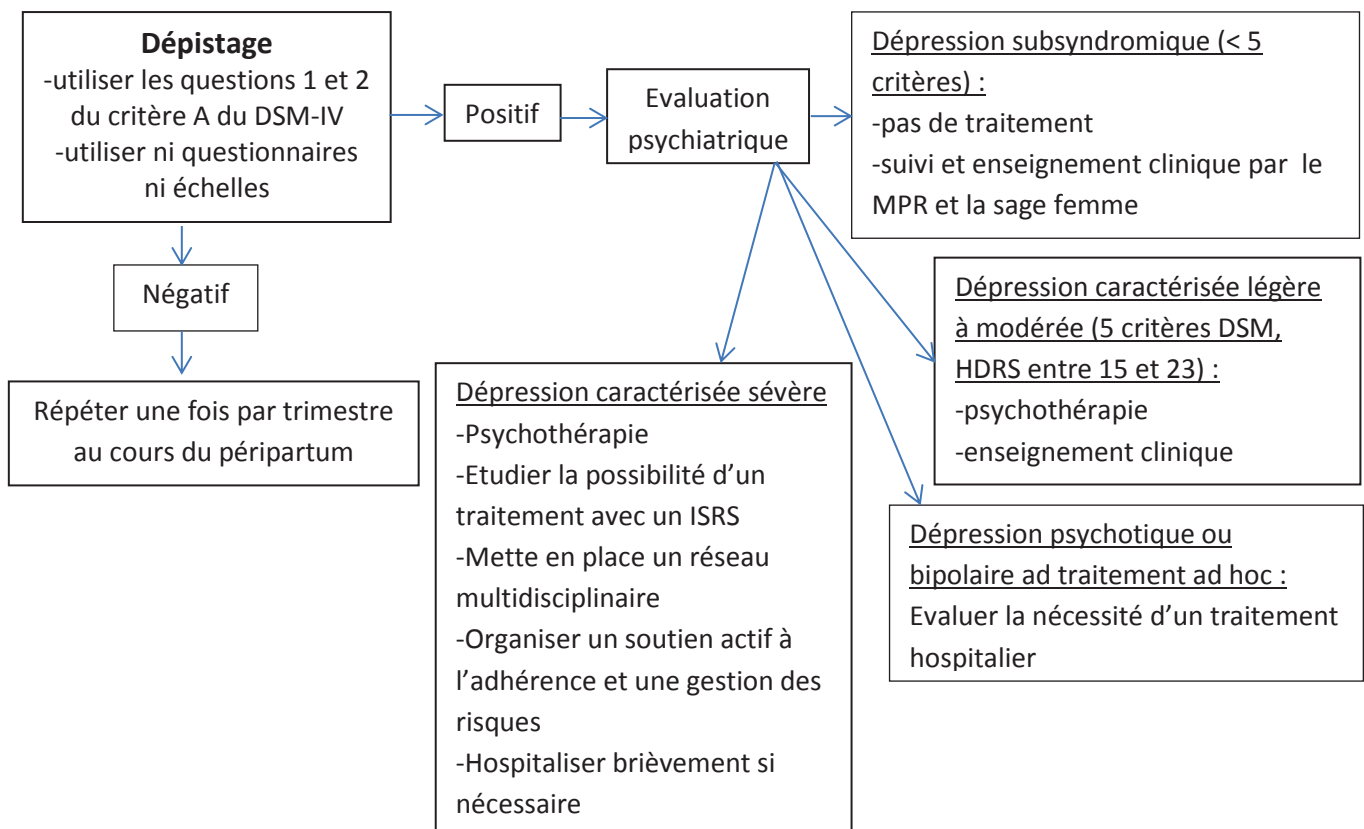 Dépistage
-utiliser les questions 1 et 2
du critère A du DSM-IV
-utiliser ni questionnaires
ni échelles
Positif
Evaluation
psychiatrique
Dépression subsyndromique (< 5
critères) :
-pas de traitement
-suivi et enseignement clinique par le
MPR et la sage femme
Négatif
Répéter une fois par trimestre
au cours du péripartum
Dépression caractérisée légère
à modérée (5 critères DSM,
HDRS entre 15 et 23) :
-psychothérapie
-enseignement clinique
Dépression caractérisée sévère
-Psychothérapie
-Etudier la possibilité d’un
traitement avec un ISRS
-Mette en place un réseau
multidisciplinaire
-Organiser un soutien actif à
l’adhérence et une gestion des
risques
-Hospitaliser brièvement si
nécessaire
Dépression psychotique ou
bipolaire ad traitement ad hoc :
Evaluer la nécessité d’un traitement
hospitalier